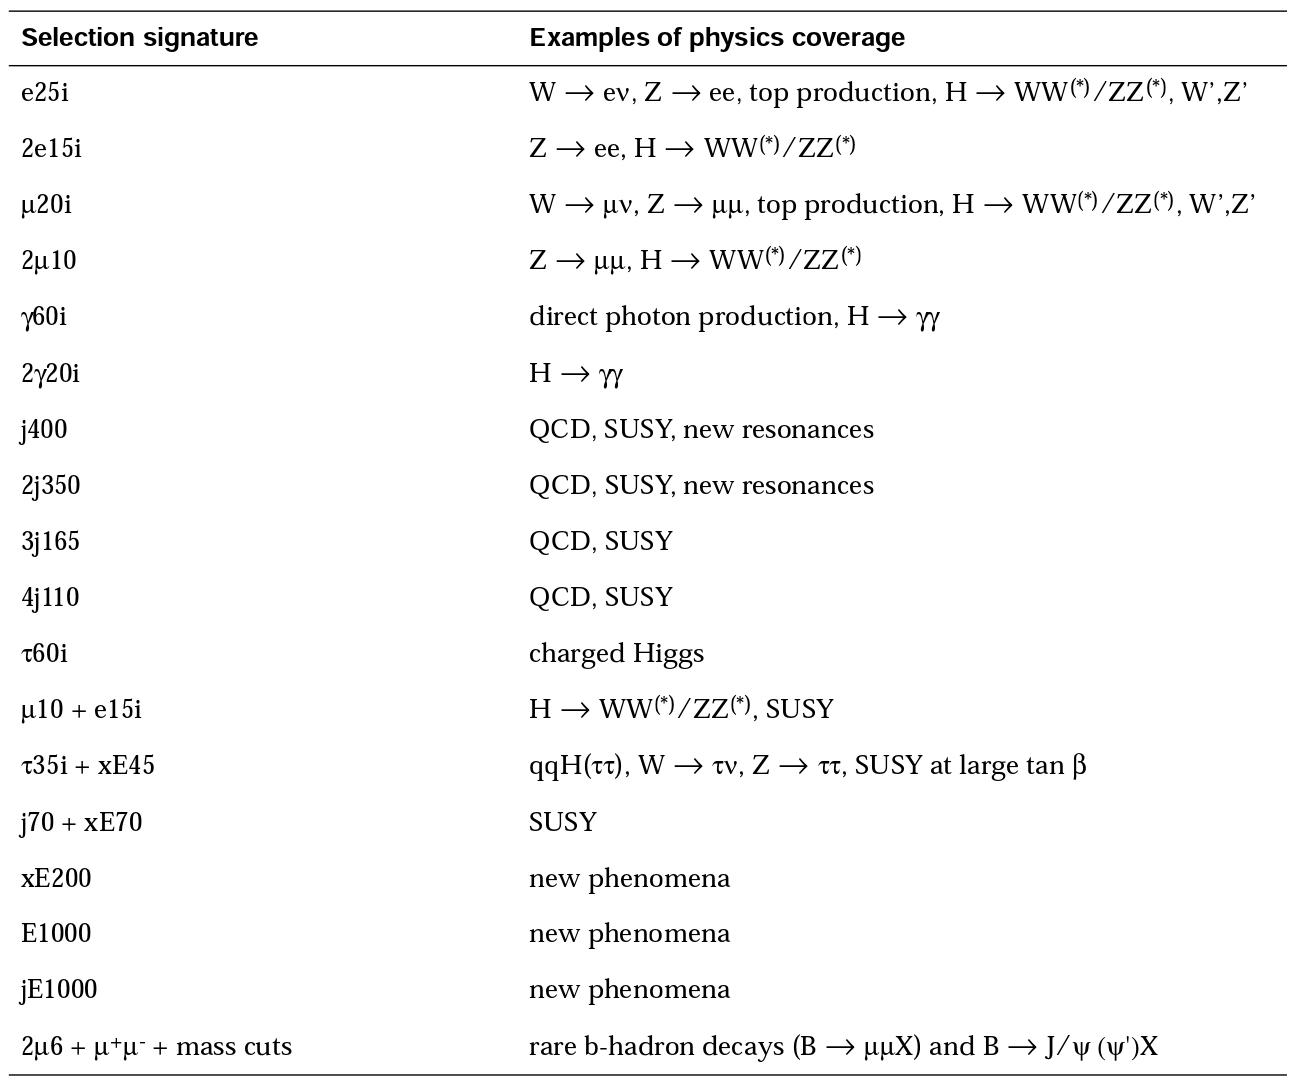 Selection signature Examples of physics coverage
e25i W → eν, Z → ee, top production, H → WW(*)/ZZ(*), W’,Z’
2e15i Z → ee, H → WW(*)/ZZ(*)
μ20i W → μν, Z → μμ, top production, H → WW(*)/ZZ(*), W’,Z’
2μ10 Z → μμ, H → WW(*)/ZZ(*)
γ60i direct photon production, H → γγ
2γ20i H → γγ
j400 QCD, SUSY, new resonances
2j350 QCD, SUSY, new resonances
3j165 QCD, SUSY
4j110 QCD, SUSY
τ60i charged Higgs
μ10 + e15i H → WW(*)/ZZ(*), SUSY
τ35i + xE45 qqH(ττ), W → τν, Z → ττ, SUSY at large tan β
j70 + xE70 SUSY
xE200 new phenomena
E1000 new phenomena
jE1000 new phenomena
2μ6 + μ+μ- + mass cuts rare b-hadron decays (B → μμX) and B → J/ψ (ψ')X